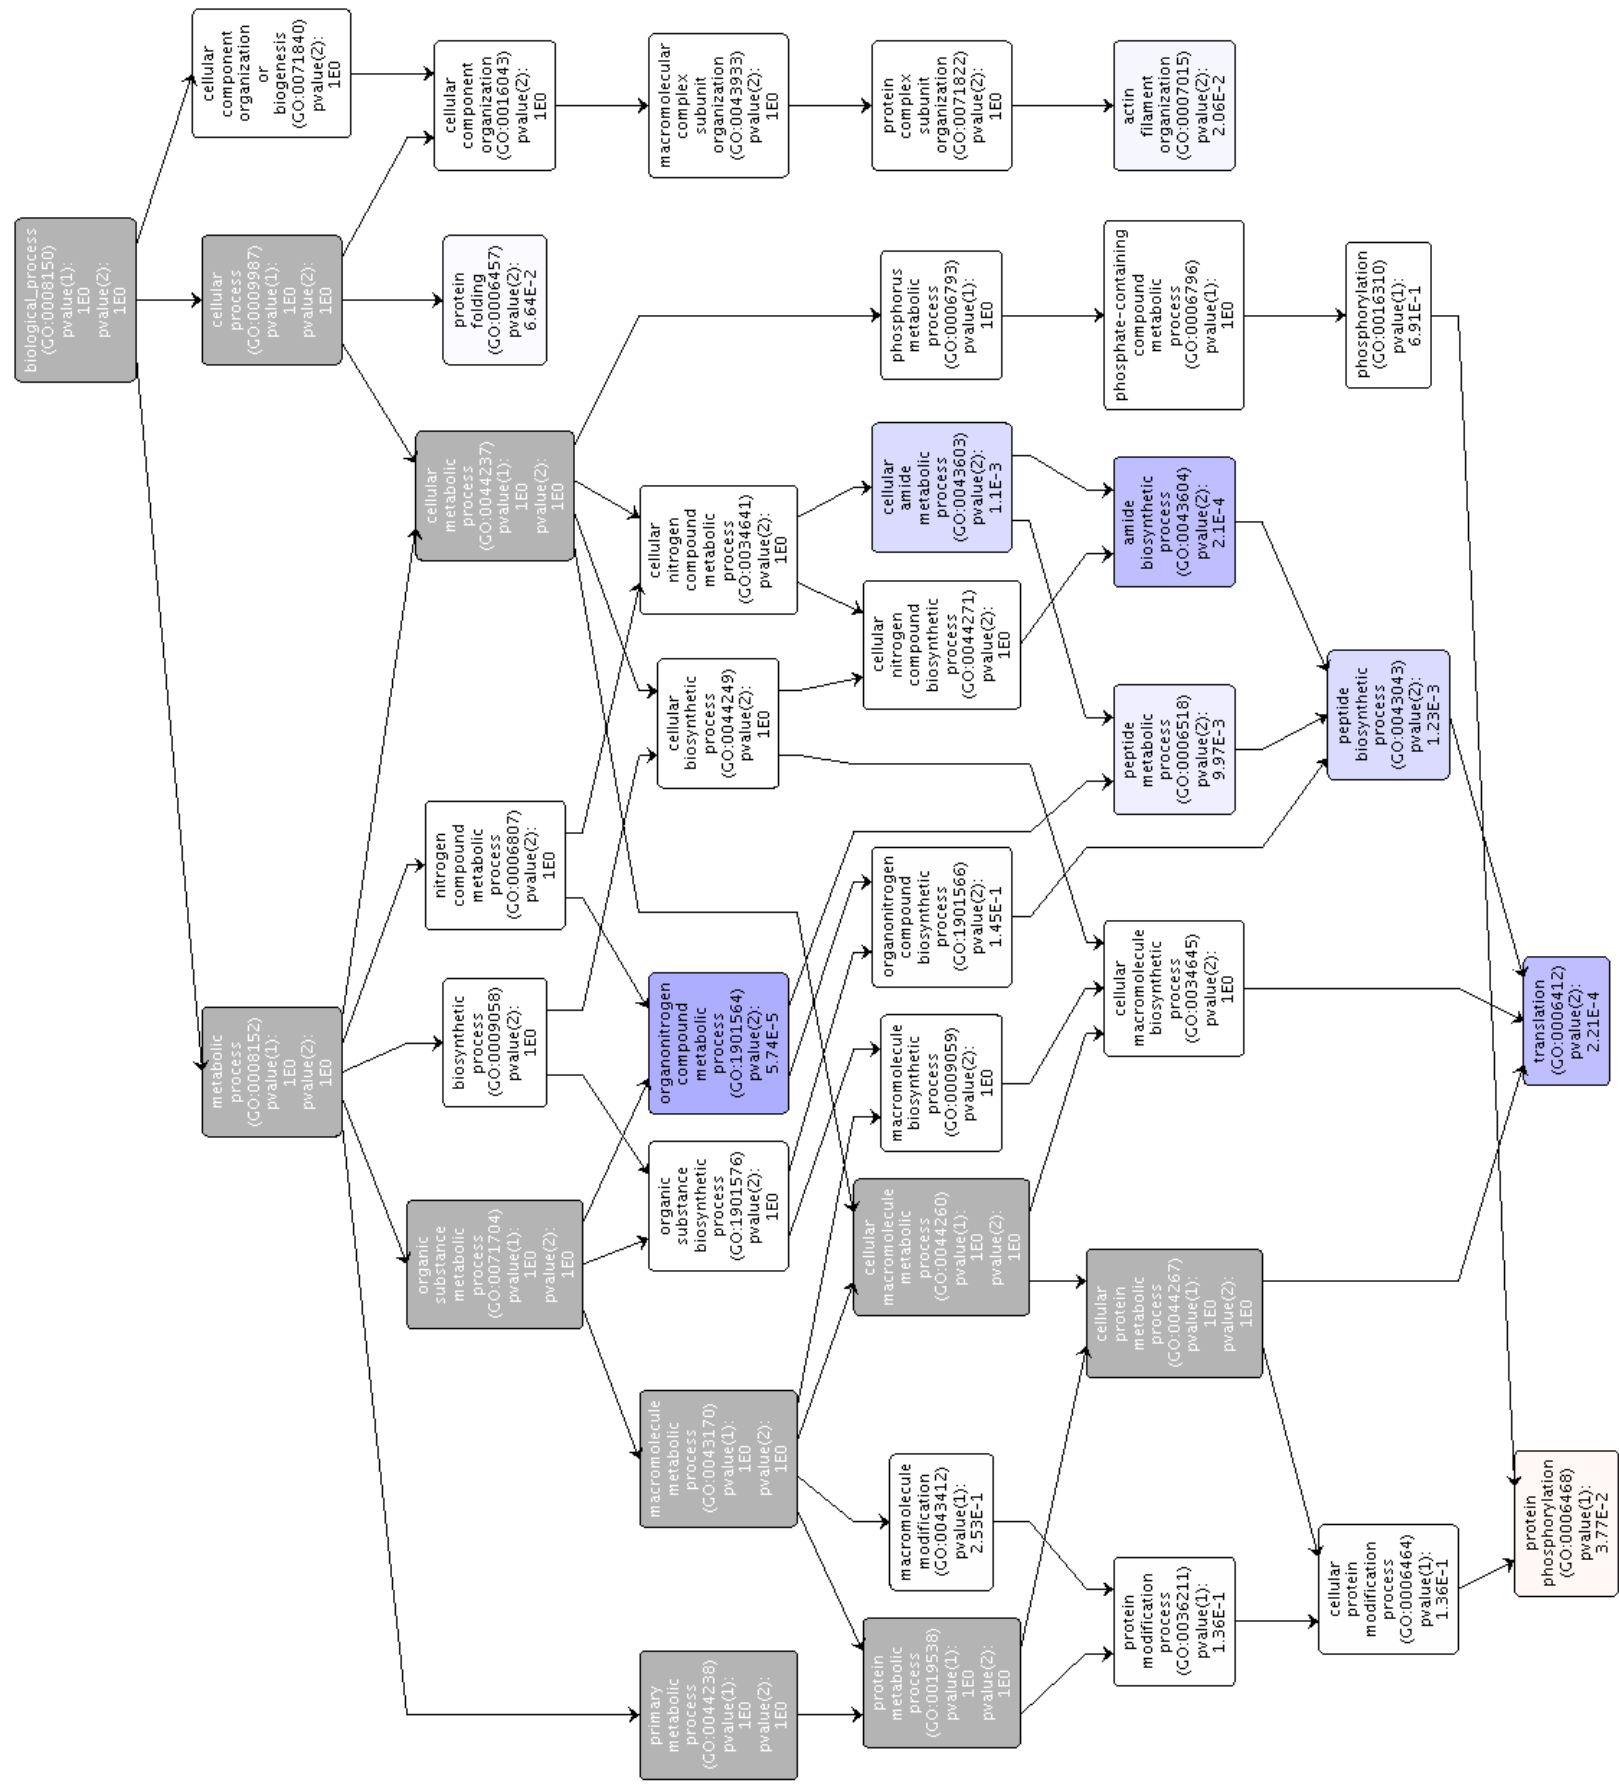 biological_process
(GO:0008150)
pvalue(1):
1E0
pvalue(2):
1E0
cellular
component
organization
or
biogenesis
(GO:0071840)
pvalue(2):
1E0
cellular
process
(GO:0009987)
pvalue(1):
1E0
pvalue(2):
1E0
metabolic
process
(GO:0008152)
pvalue(1):
1E0
pvalue(2):
1E0
cellular
component
organization
(GO:0016043)
pvalue(2):
1E0
protein
folding
(GO:0006457)
pvalue(2):
6.64E-2
cellular
metabolic
process
(GO:0044237)
pvalue(1):
1E0
pvalue(2):
1E0
nitrogen
compound
metabolic
process
(GO:0006807)
pvalue(2):
1E0
biosynthetic
process
(GO:0009058)
pvalue(2):
1E0
organic
substance
metabolic
process
(GO:0071704)
pvalue(1):
1E0
pvalue(2):
1E0
macromolecular
complex
subunit
organization
(GO:0043933)
pvalue(2):
1E0
cellular
nitrogen
compound
metabolic
process
(GO:0034641)
pvalue(2):
1E0
cellular
biosynthetic
process
(GO:0044249)
pvalue(2):
1E0
organonitrogen
compound
metabolic
process
(GO:1901564)
pvalue(2):
5.74E-5
organic
substance
biosynthetic
process
(GO:1901576)
pvalue(2):
1E0
macromolecule
metabolic
process
(GO:0043170)
pvalue(1):
1E0
pvalue(2):
1E0
primary
metabolic
process
(GO:0044238)
pvalue(1):
1E0
pvalue(2):
1E0
protein
complex
subunit
organization
(GO:0071822)
pvalue(2):
1E0
phosphorus
metabolic
process
(GO:0006793)
pvalue(1):
1E0
cellular
amide
metabolic
process
(GO:0043603)
pvalue(2):
1.1E-3
cellular
nitrogen
compound
biosynthetic
process
(GO:0044271)
pvalue(2):
1E0
organonitrogen
compound
biosynthetic
process
(GO:1901566)
pvalue(2):
1.45E-1
macromolecule
biosynthetic
process
(GO:0009059)
pvalue(2):
1E0
cellular
macromolecule
metabolic
process
(GO:0044260)
pvalue(1):
1E0
pvalue(2):
1E0
macromolecule
modification
(GO:0043412)
pvalue(1):
2.53E-1
protein
metabolic
process
(GO:0019538)
pvalue(1):
1E0
pvalue(2):
1E0
actin
filament
organization
(GO:0007015)
pvalue(2):
2.06E-2
phosphate-containing
compound
metabolic
process
(GO:0006796)
pvalue(1):
1E0
amide
biosynthetic
process
(GO:0043604)
pvalue(2):
2.1E-4
peptide
metabolic
process
(GO:0006518)
pvalue(2):
9.97E-3
cellular
macromolecule
biosynthetic
process
(GO:0034645)
pvalue(2):
1E0
cellular
protein
metabolic
process
(GO:0044267)
pvalue(1):
1E0
pvalue(2):
1E0
protein
modification
process
(GO:0036211)
pvalue(1):
1.36E-1
phosphorylation
(GO:0016310)
pvalue(1):
6.91E-1
peptide
biosynthetic
process
(GO:0043043)
pvalue(2):
1.23E-3
cellular
protein
modification
process
(GO:0006464)
pvalue(1):
1.36E-1
translation
(GO:0006412)
pvalue(2):
2.21E-4
protein
phosphorylation
(GO:0006468)
pvalue(1):
3.77E-2